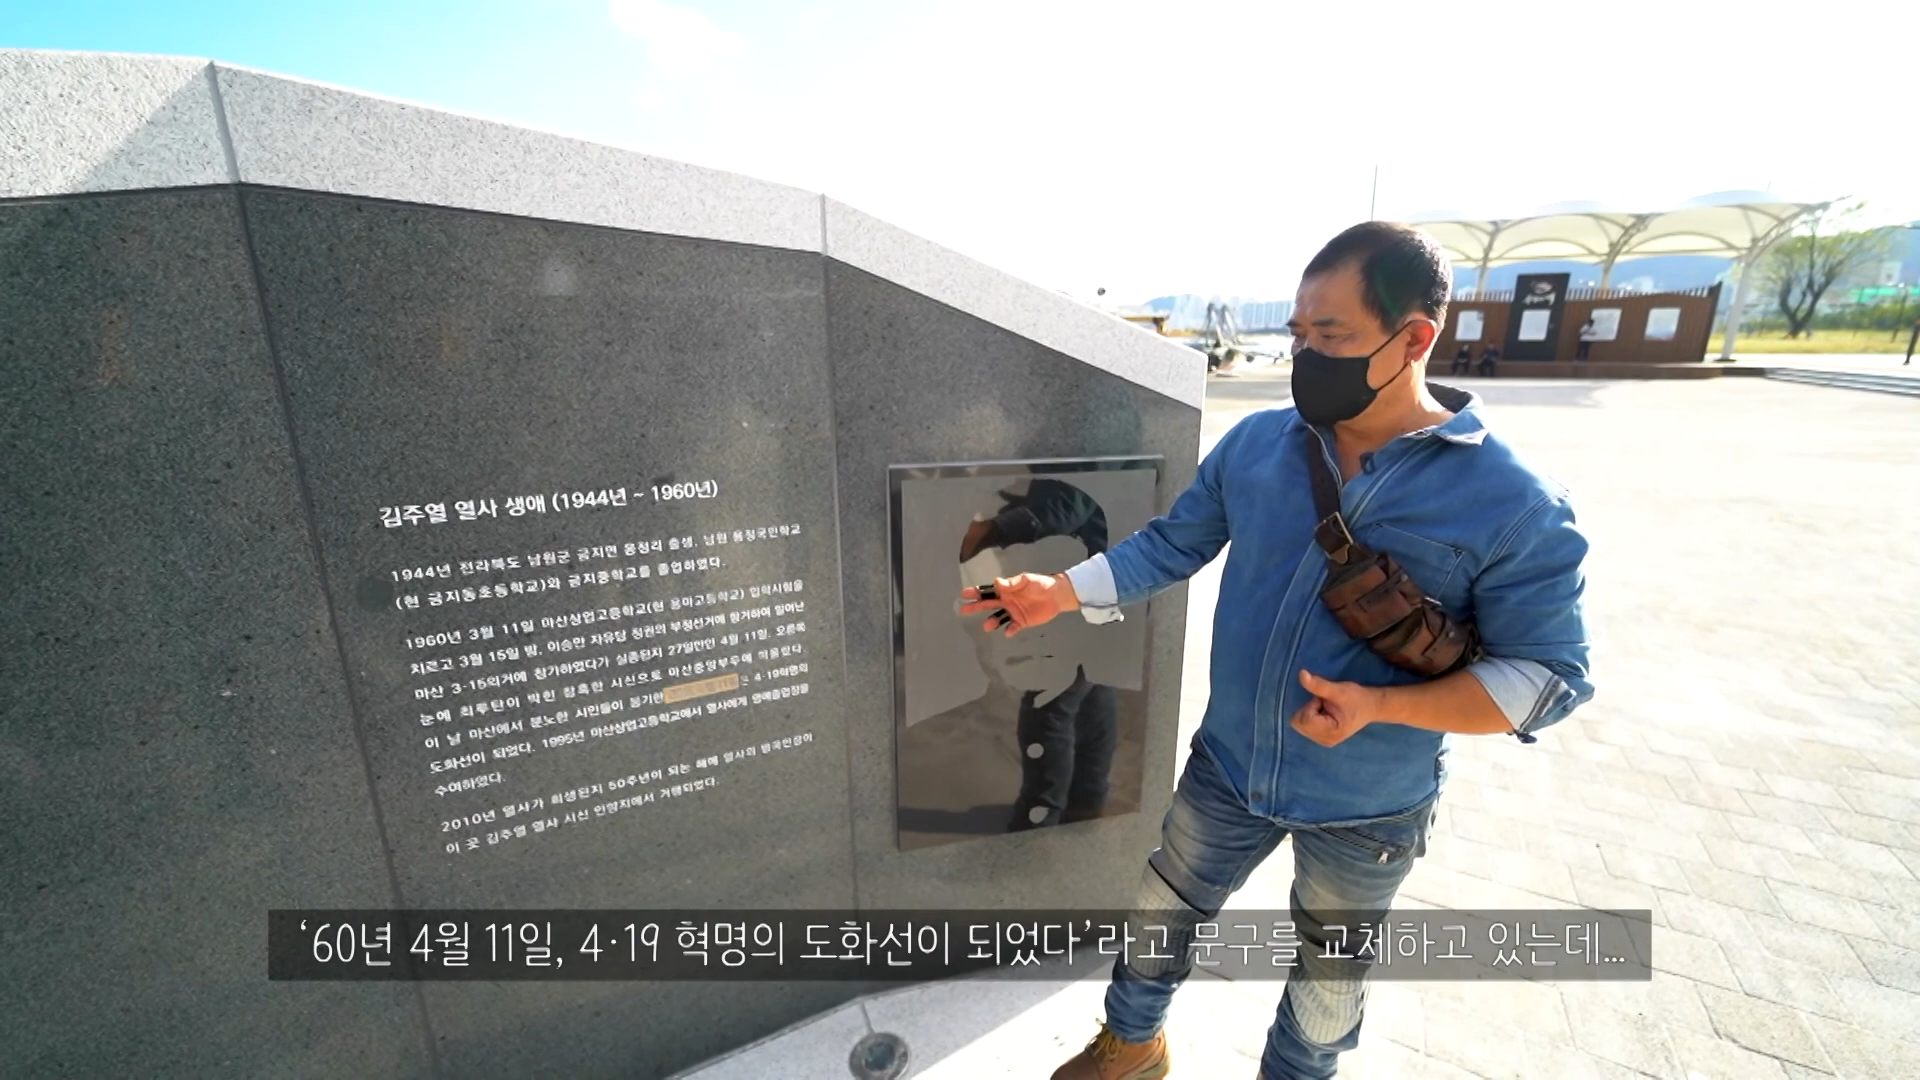 김주열 열사 생애 (1944년 ~ 1960년)
1944년 전라북도 남원군 금지면 옹정리 출생. 남원 용정국민학교
(현 금지동초등학교)와 금지중학교를 졸업하였다.
1960년 3월 11일 마산상업고등학교(현 용마고등학교) 입학시험을
치르고 3월 15일 밤, 이승만 자유당 정권의 부정선거에 항거하여 일어난
마산 3·15의거에 참가하였다가 실종된지 27일만인 4월 11일, 오른쪽
눈에 최루탄이 박힌 참혹한 시신으로 마산중앙부두에 떠올랐다.
이 날 마산에서 분노한 시민들이 봉기한 은 4·19혁명의
도화선이 되었다. 1995년 마산상업고등학교에서 열사에게 명예졸업장을
수여하였다.
2010년 열사가 희생된지 50주년이 되는 해에 열사의 범국민장이
이 곳 김주열 열사 시신 인양지에서 거행되었다.
‘60년 4월 11일, 4·19 혁명의 도화선이 되었다’라고 문구를 교체하고 있는데...